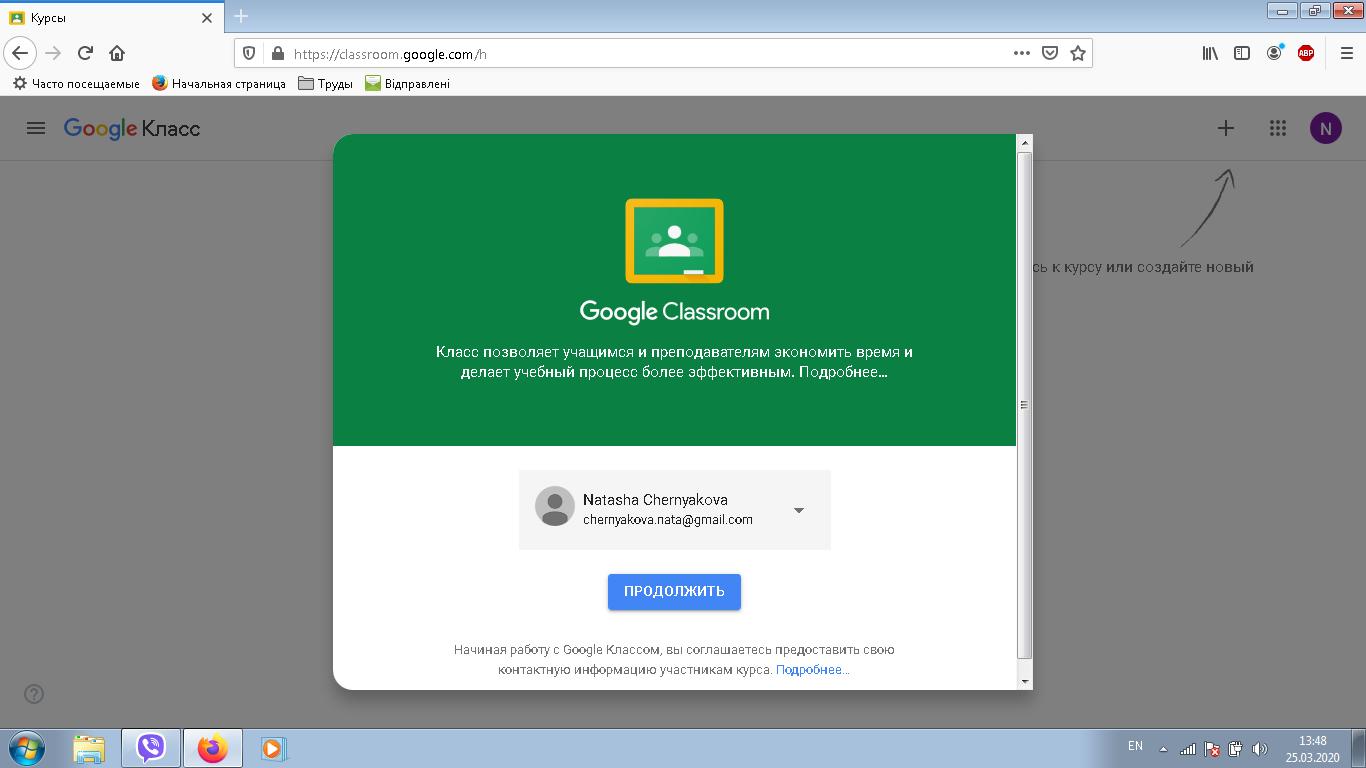 Курсы
https://classroom.google.com/h
ABP
Часто посещаемые
Начальная страница
Труды
Відправлені
Google Класс
N
сь к курсу или создайте новый
Google Classroom
Класс позволяет учащимся и преподавателям экономить время и
делает учебный процесс более эффективным. Подробнее...
Natasha Chernyakova
chernyakova.nata@gmail.com
ПРОДОЛЖИТЬ
Начиная работу с Google Классом, вы соглашаетесь предоставить свою
контактную информацию участникам курса. Подробнее...
EN
13:48
25.03.2020